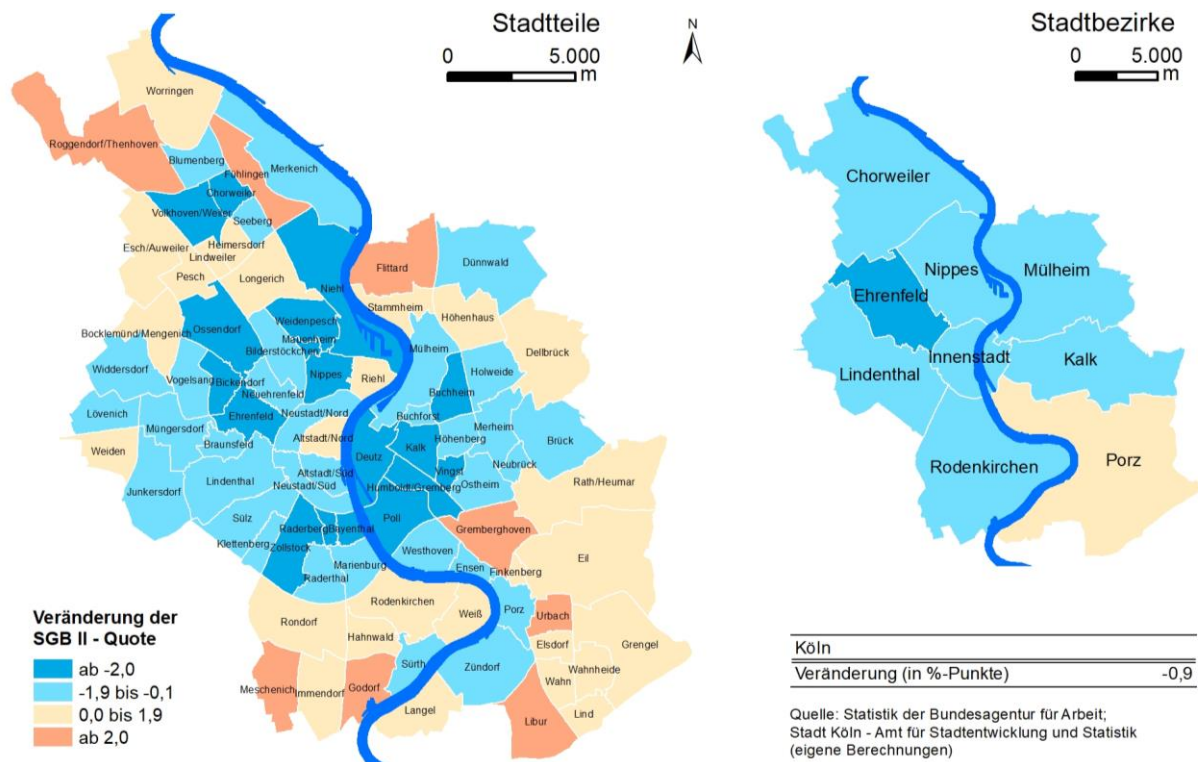 Stadtteile
0 5.000
m
N
Worringen
Roggendorf/Thenhoven
Blumenberg
Fühlingen
Merkenich
Chorweiler
Volkhoven/Weiler
Seeberg
Heimersdorf
Esch/Auweiler
Lindweiler
Pesch
Longerich
Niehl
Flittard
Dünnwald
Stammheim
Höhenhaus
Dellbrück
Ossendorf
Weidenpesch
Mauenheim
Bilderstöckchen
Bocklemünd/Mengenich
Mülheim
Holweide
Widdersdorf
Vogelsang
Bickendorf
Nippes
Riehl
Buchheim
Neuehrenfeld
Lövenich
Ehrenfeld
Neustadt/Nord
Buchforst
Müngersdorf
Merheim
Höhenberg
Brück
Weiden
Braunsfeld
Altstadt/Nord
Deutz
Kalk
Neubrück
Vingst
Ostheim
Junkersdorf
Lindenthal
Altstadt/Süd
Neustadt/Süd
Humboldt/Gremberg
Rath/Heumar
Sülz
Poll
Raderberg
Bayenthal
Gremberghoven
Klettenberg
Zollstock
Marienburg
Westhoven
Eil
Raderthal
Ensen
Finkenberg
Rodenkirchen
Rondorf
Weiß
Porz
Urbach
Hahnwald
Elsdorf
Grengel
Sürth
Zündorf
Wahnheide
Wahn
Meschenich
Immendorf
Godorf
Langel
Libur
Lind
Veränderung der
SGB II - Quote
ab -2,0
-1,9 bis -0,1
0,0 bis 1,9
ab 2,0
Stadtbezirke
0 5.000
m
Chorweiler
Nippes
Mülheim
Ehrenfeld
Innenstadt
Kalk
Lindenthal
Rodenkirchen
Porz
Köln
Veränderung (in %-Punkte) -0,9
Quelle: Statistik der Bundesagentur für Arbeit;
Stadt Köln - Amt für Stadtentwicklung und Statistik
(eigene Berechnungen)